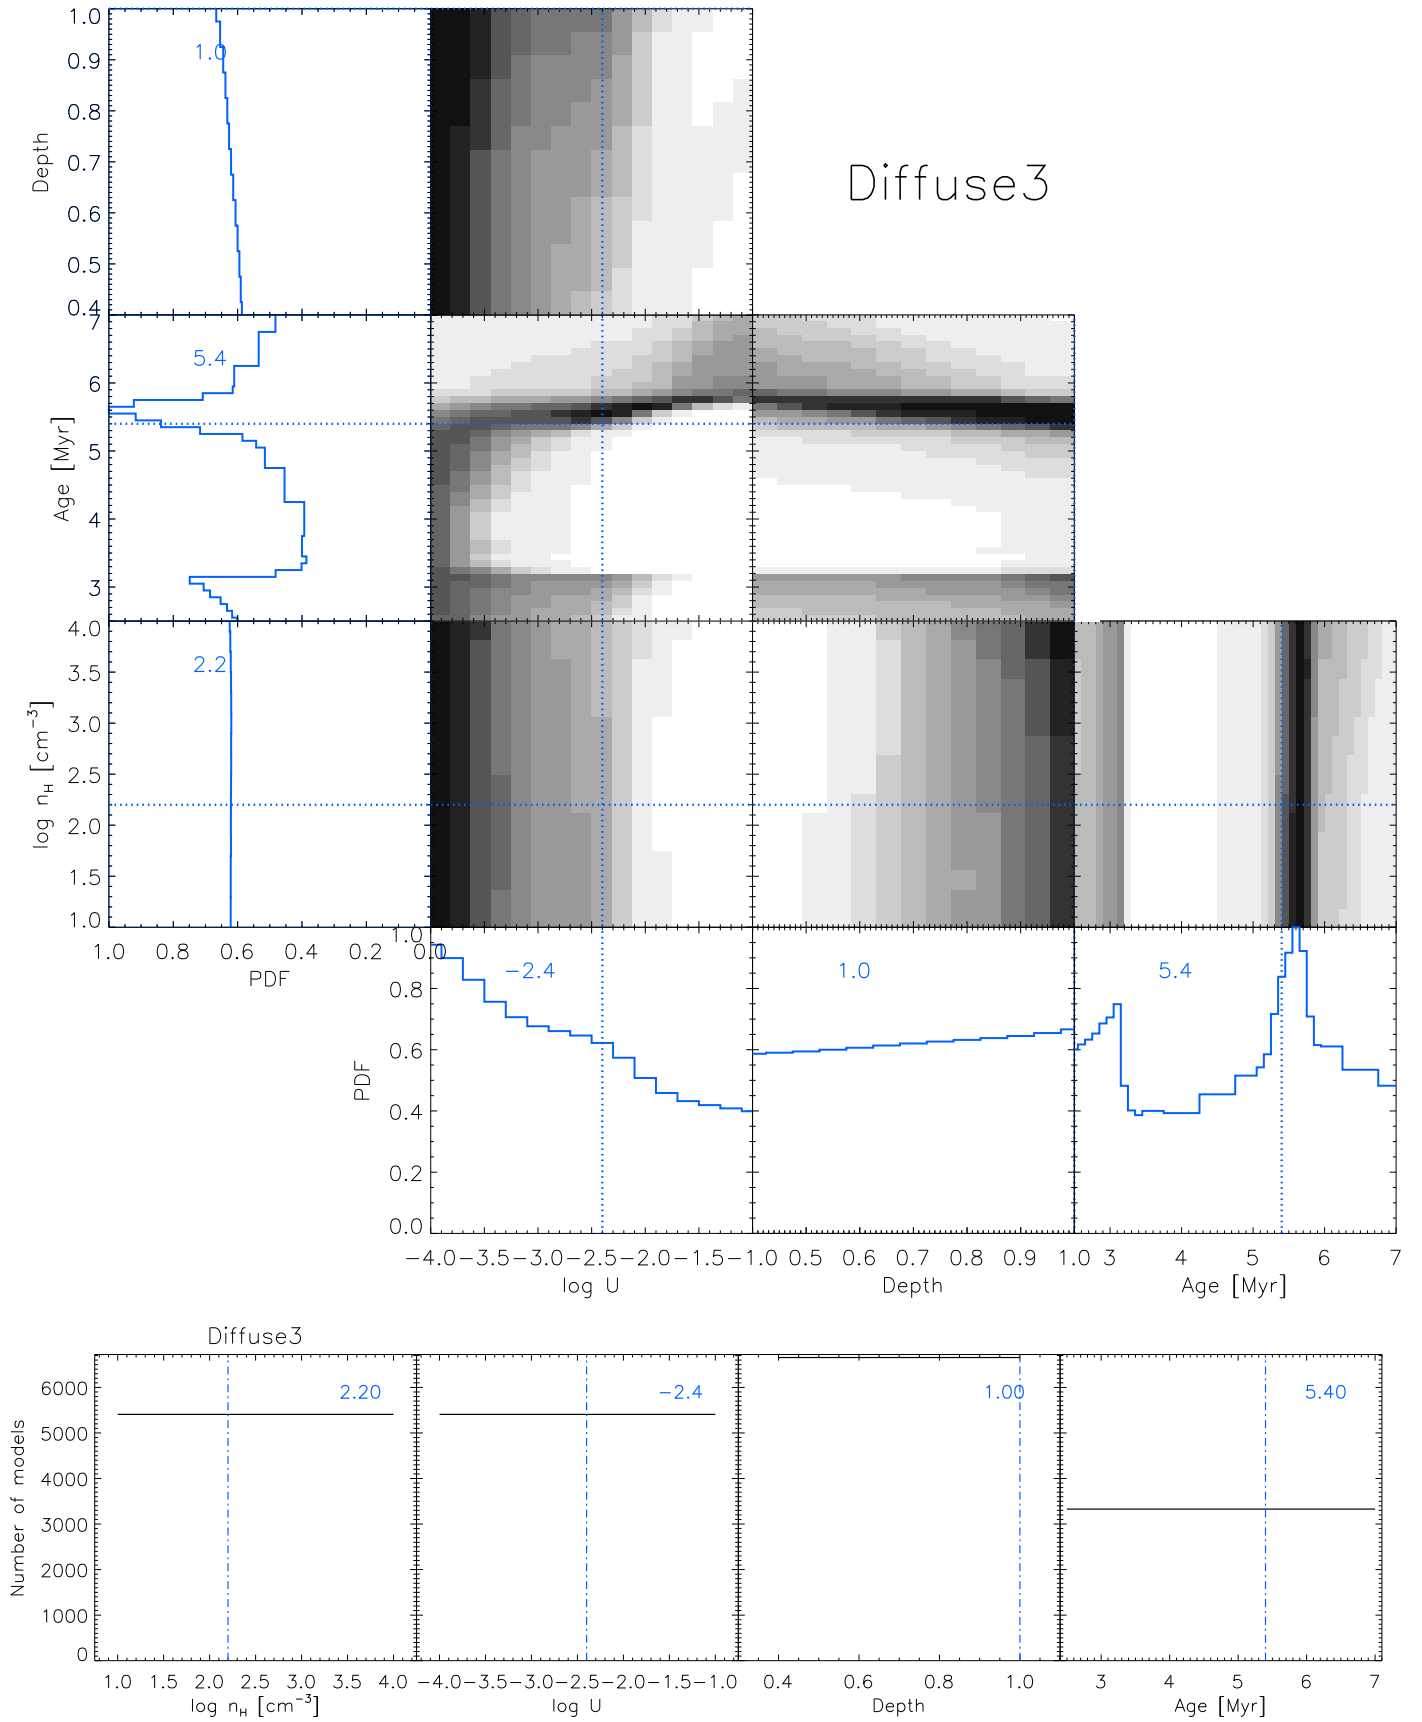 1.0
0.9
0.8
0.7
0.6
0.5
0.4
Depth
1.0
Diffuse3
7
6
5
4
3
Age [Myr]
5.4
4.0
3.5
3.0
2.5
2.0
1.5
1.0
log n_H [cm⁻³]
2.2
1.0 0.8 0.6 0.4 0.2 0.0
PDF
1.0
0.8
0.6
0.4
0.2
0.0
PDF
−2.4
1.0
5.4
−4.0 −3.5 −3.0 −2.5 −2.0 −1.5 −1.0 0.5 0.6 0.7 0.8 0.9 1.0 3 4 5 6 7
log U
Depth
Age [Myr]
Diffuse3
6000
5000
4000
3000
2000
1000
0
Number of models
2.20
−2.4
1.00
5.40
1.0 1.5 2.0 2.5 3.0 3.5 4.0 −4.0 −3.5 −3.0 −2.5 −2.0 −1.5 −1.0 0.4 0.6 0.8 1.0 3 4 5 6 7
log n_H [cm⁻³]
log U
Depth
Age [Myr]